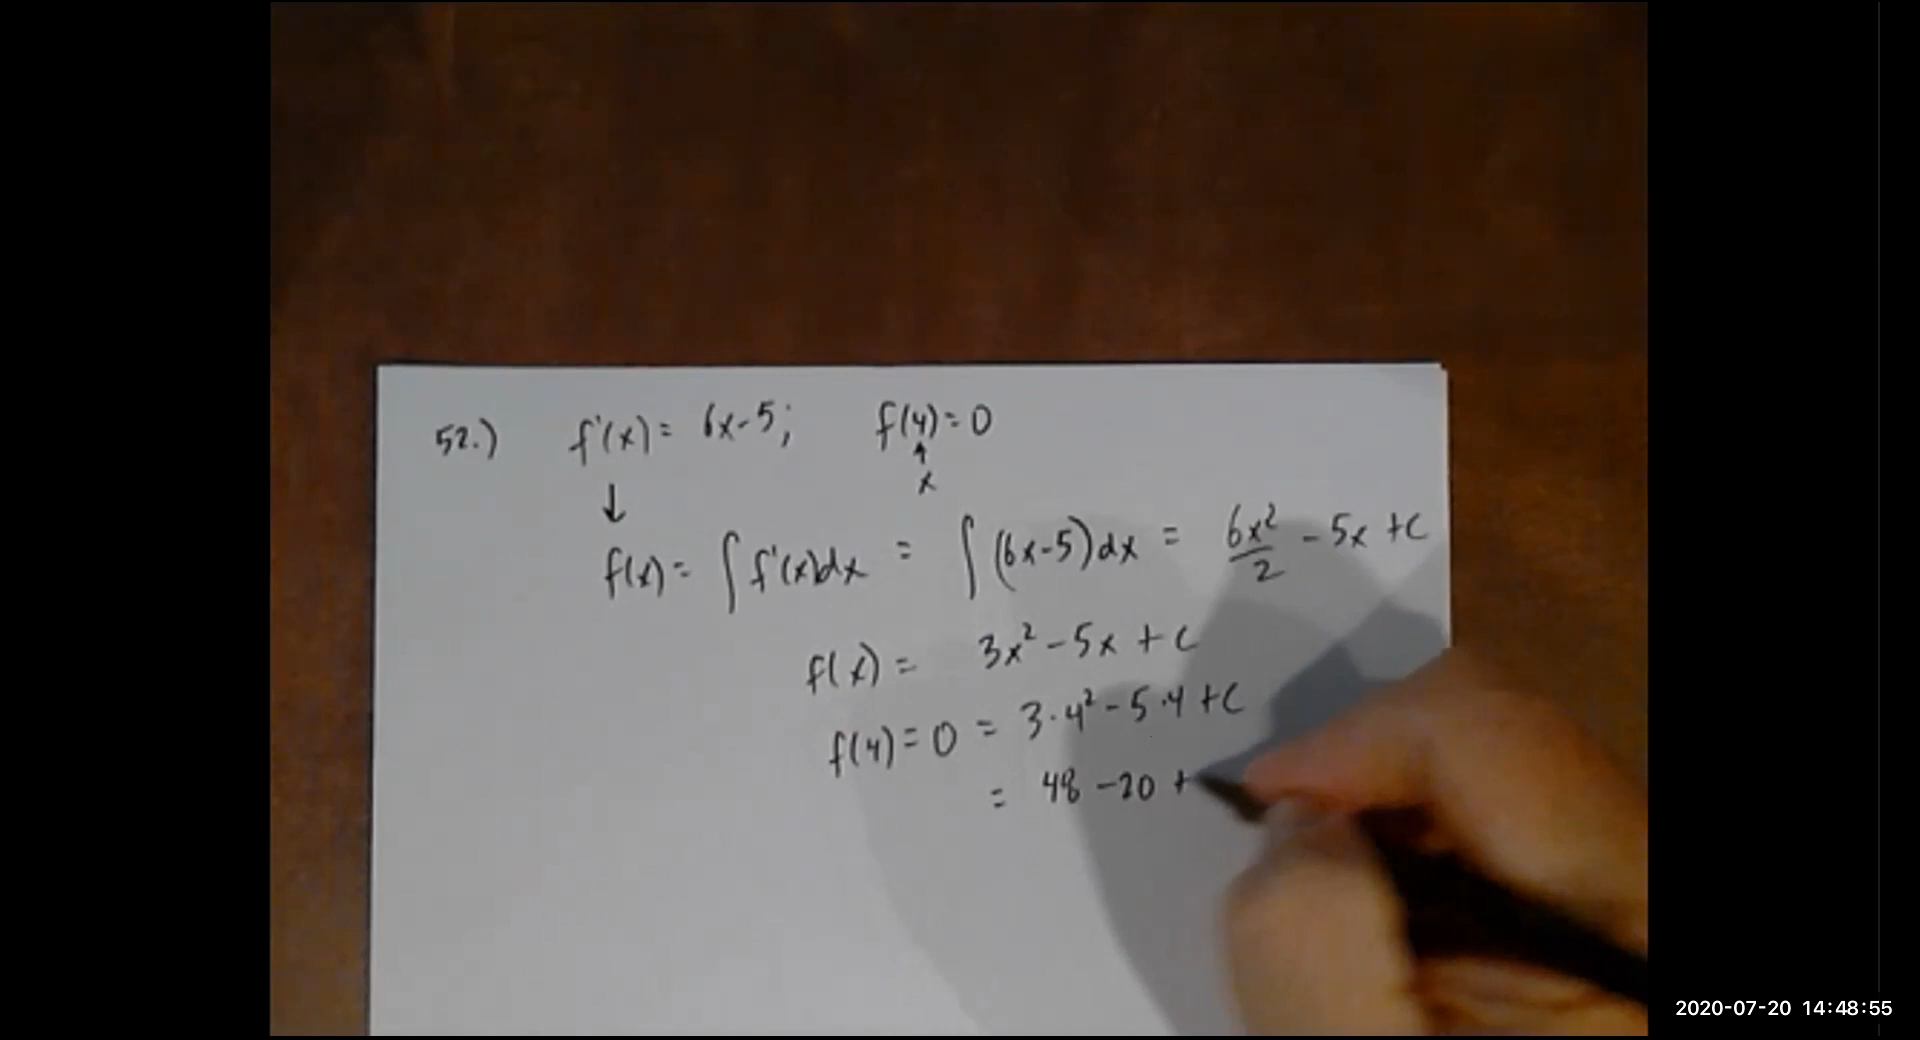 52.) f'(x) = 6x-5; f(4) = 0
↑
x
↓
f(x) = ∫ f'(x)dx = ∫ (6x-5)dx = 6x²/2 - 5x + C
f(x) = 3x² - 5x + C
f(4) = 0 = 3·4² - 5·4 + C
= 48 - 20 +
2020-07-20 14:48:55